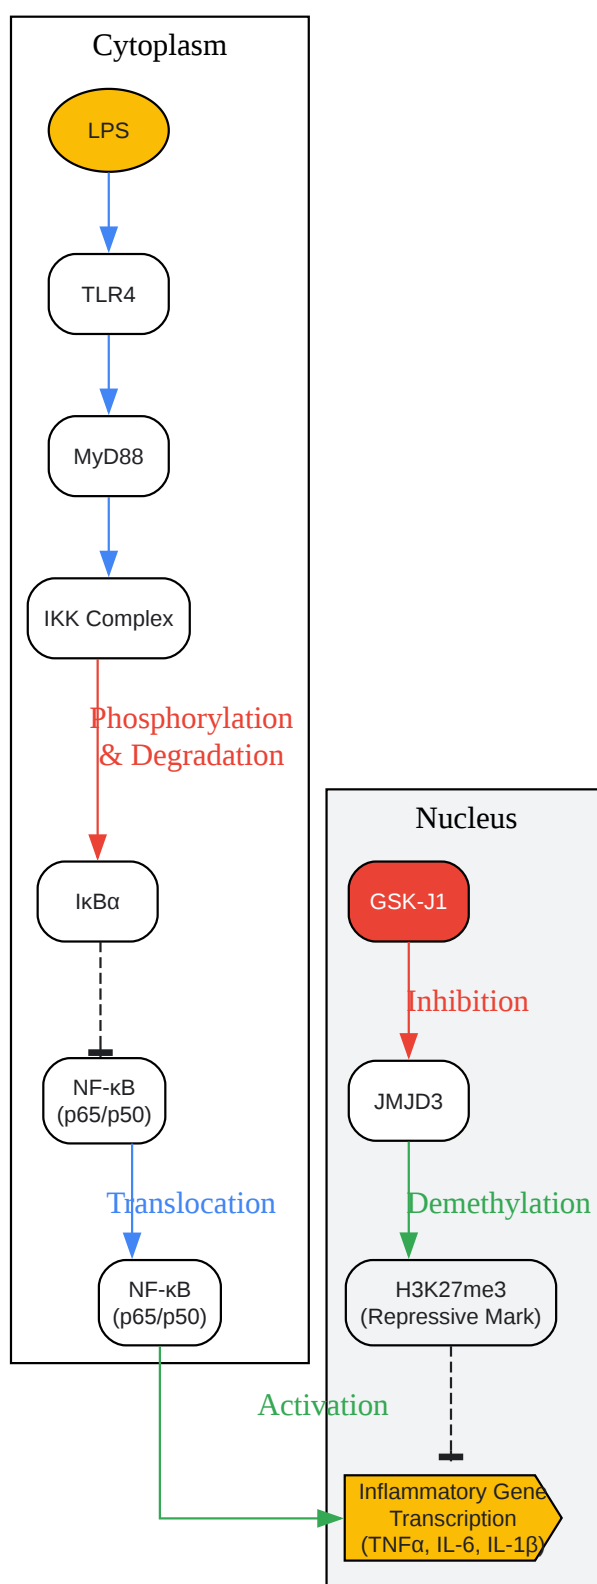 Cytoplasm
LPS
TLR4
MyD88
IKK Complex
Phosphorylation
& Degradation
IκBα
NF-κB
(p65/p50)
Translocation
NF-κB
(p65/p50)
Activation
Nucleus
GSK-J1
Inhibition
JMJD3
Demethylation
H3K27me3
(Repressive Mark)
Inflammatory Gene
Transcription
(TNFα, IL-6, IL-1β)